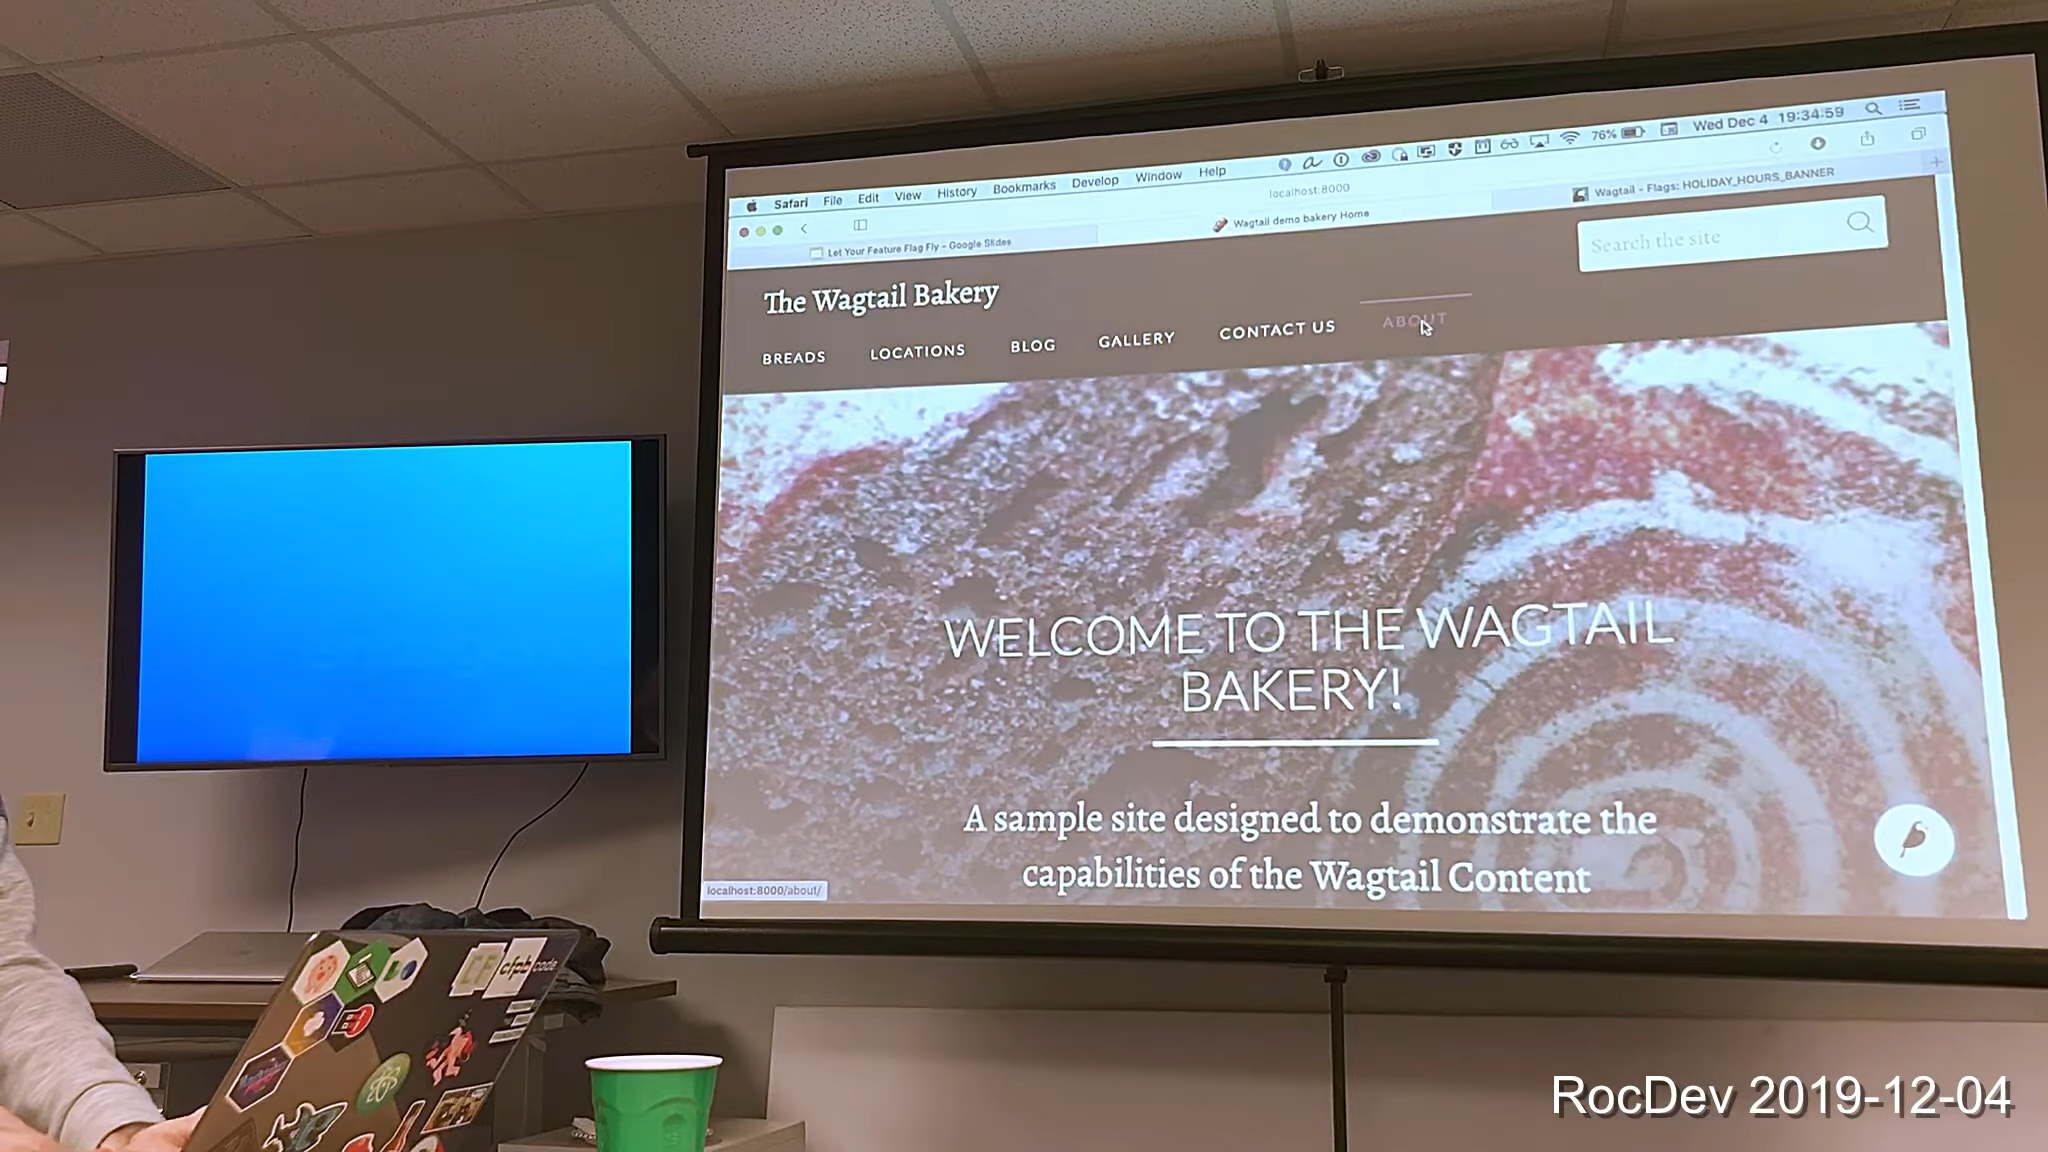 Safari File Edit View History Bookmarks Develop Window Help 76% Wed Dec 4 19:34:59
localhost:8000
Let Your Feature Flag Fly - Google Slides
Wagtail demo bakery Home
Wagtail - Flags: HOLIDAY_HOURS_BANNER
The Wagtail Bakery
Search the site
BREADS LOCATIONS BLOG GALLERY CONTACT US ABOUT
WELCOME TO THE WAGTAIL
BAKERY!
A sample site designed to demonstrate the
capabilities of the Wagtail Content
localhost:8000/about/
CF
cfpb
code
RocDev 2019-12-04